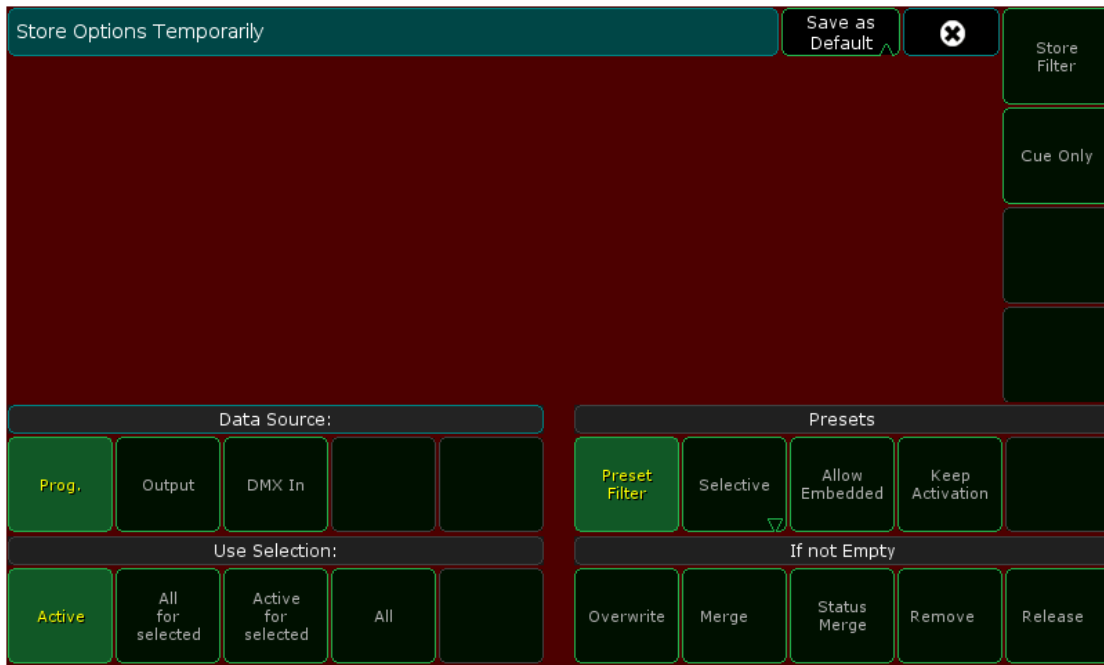 Store Options Temporarily
Save as
Default
Store
Filter
Cue Only
Data Source:
Prog.
Output
DMX In
Presets
Preset
Filter
Selective
Allow
Embedded
Keep
Activation
Use Selection:
Active
All
for
selected
Active
for
selected
All
If not Empty
Overwrite
Merge
Status
Merge
Remove
Release